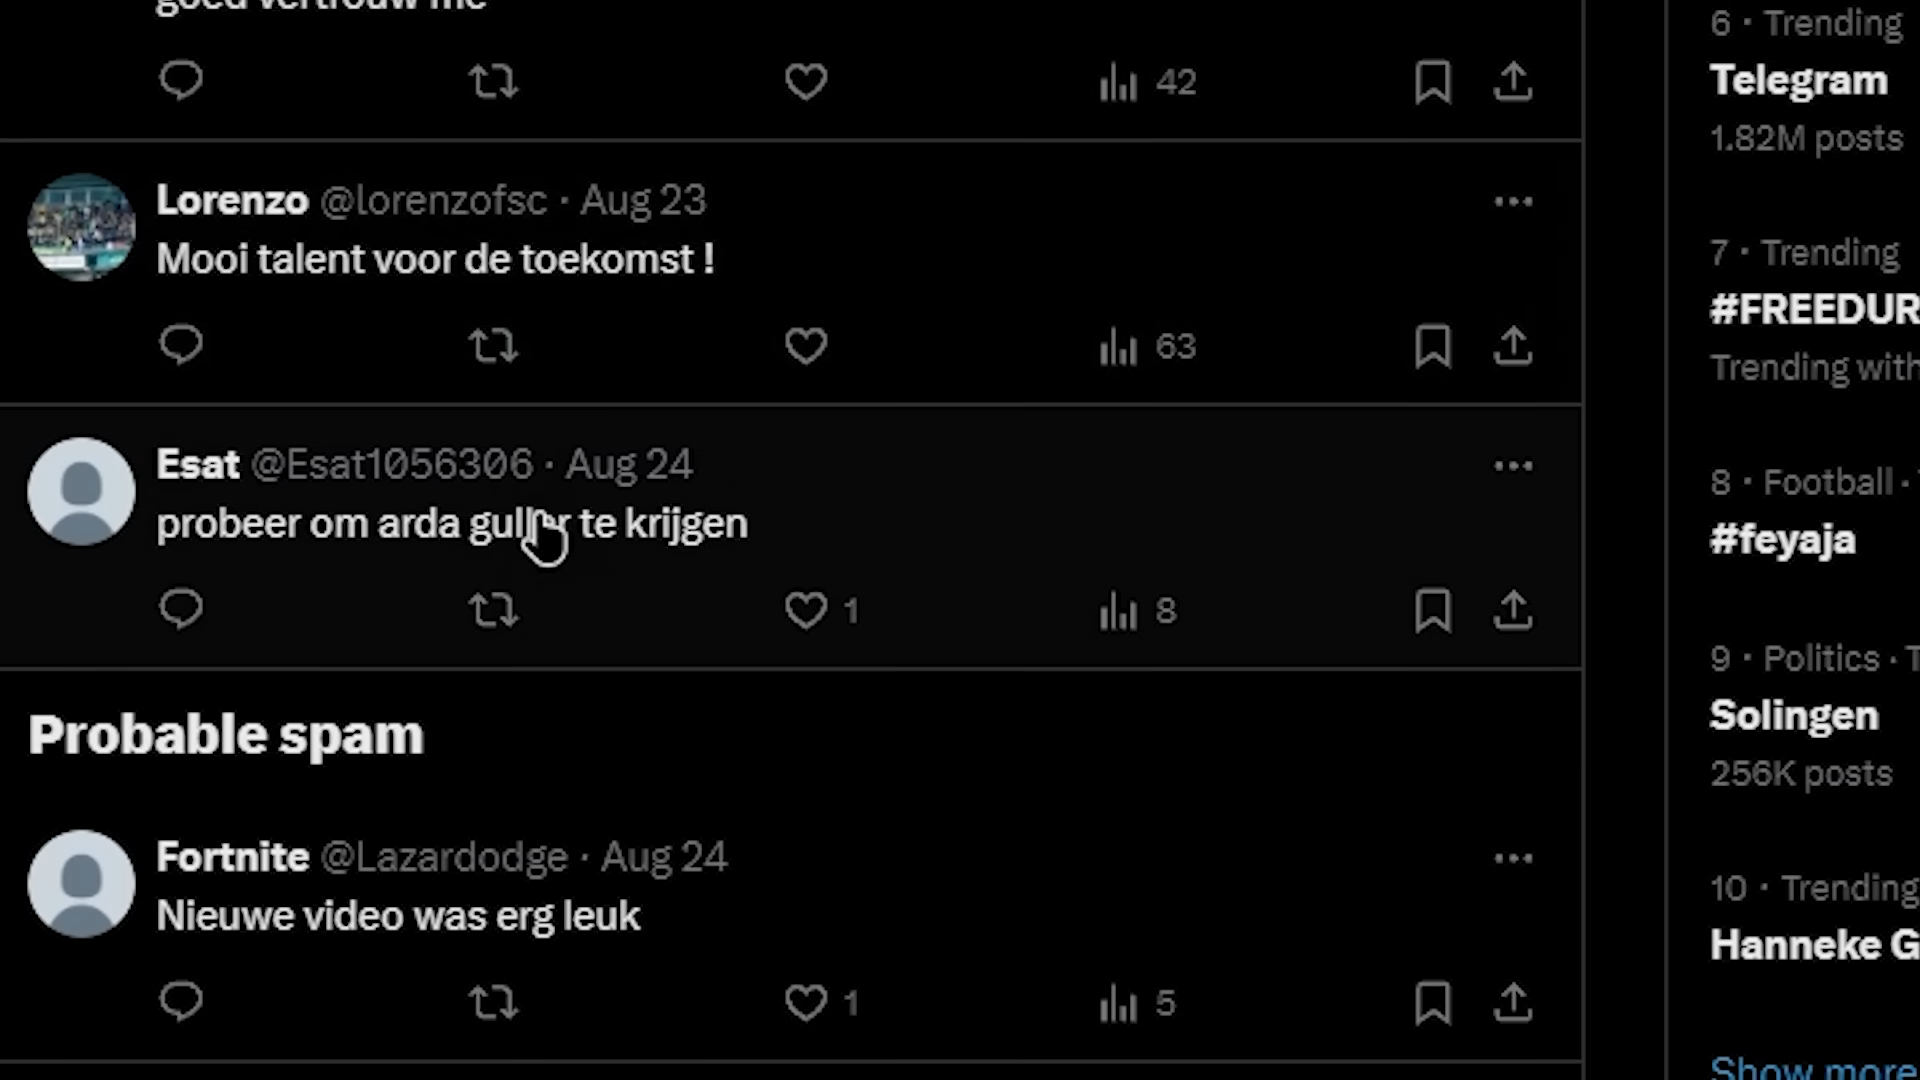 goed vertrouw me
42
Lorenzo @lorenzofsc · Aug 23
Mooi talent voor de toekomst !
63
Esat @Esat1056306 · Aug 24
probeer om arda guller te krijgen
1 8
Probable spam
Fortnite @Lazardodge · Aug 24
Nieuwe video was erg leuk
1 5
6 · Trending
Telegram
1.82M posts
7 · Trending
#FREEDUR
Trending with
8 · Football ·
#feyaja
9 · Politics ·
Solingen
256K posts
10 · Trending
Hanneke G
Show more